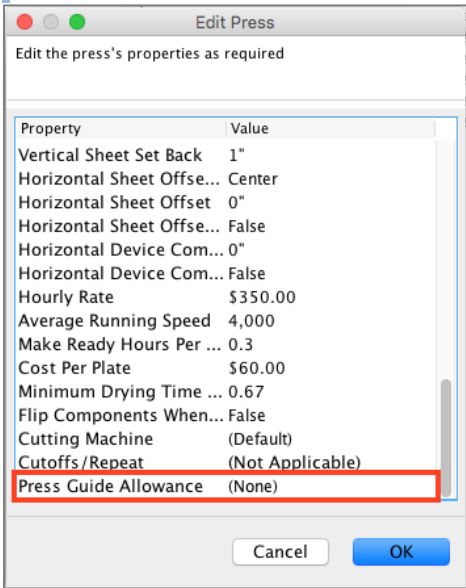 Edit Press
Edit the press's properties as required
Property Value
Vertical Sheet Set Back 1"
Horizontal Sheet Offse... Center
Horizontal Sheet Offset 0"
Horizontal Sheet Offse... False
Horizontal Device Com... 0"
Horizontal Device Com... False
Hourly Rate $350.00
Average Running Speed 4,000
Make Ready Hours Per ... 0.3
Cost Per Plate $60.00
Minimum Drying Time ... 0.67
Flip Components When... False
Cutting Machine (Default)
Cutoffs/Repeat (Not Applicable)
Press Guide Allowance (None)
Cancel OK